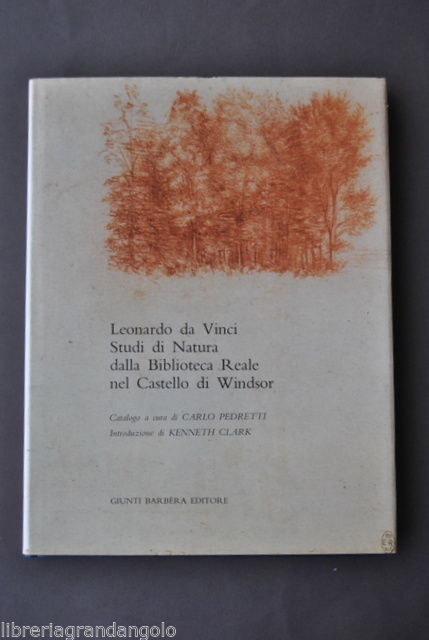 Leonardo da Vinci
Studi di Natura
dalla Biblioteca Reale
nel Castello di Windsor
Catalogo a cura di CARLO PEDRETTI
Introduzione di KENNETH CLARK
GIUNTI BARBÈRA EDITORE
libreriagrandangolo